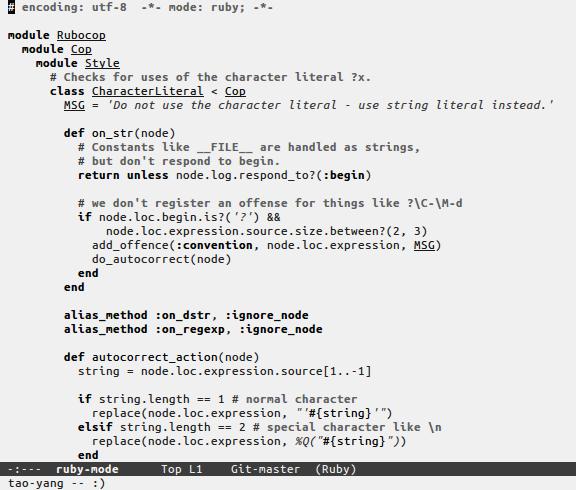 # encoding: utf-8  -*- mode: ruby; -*-

module Rubocop
  module Cop
    module Style
      # Checks for uses of the character literal ?x.
      class CharacterLiteral < Cop
        MSG = 'Do not use the character literal - use string literal instead.'

        def on_str(node)
          # Constants like __FILE__ are handled as strings,
          # but don't respond to begin.
          return unless node.log.respond_to?(:begin)

          # we don't register an offense for things like ?\C-\M-d
          if node.loc.begin.is?('?') &&
              node.loc.expression.source.size.between?(2, 3)
            add_offence(:convention, node.loc.expression, MSG)
            do_autocorrect(node)
          end
        end

        alias_method :on_dstr, :ignore_node
        alias_method :on_regexp, :ignore_node

        def autocorrect_action(node)
          string = node.loc.expression.source[1..-1]

          if string.length == 1 # normal character
            replace(node.loc.expression, "'#{string}'")
          elsif string.length == 2 # special character like \n
            replace(node.loc.expression, %Q("#{string}"))
          end
-:---  ruby-mode      Top L1    Git-master  (Ruby)
tao-yang -- :)